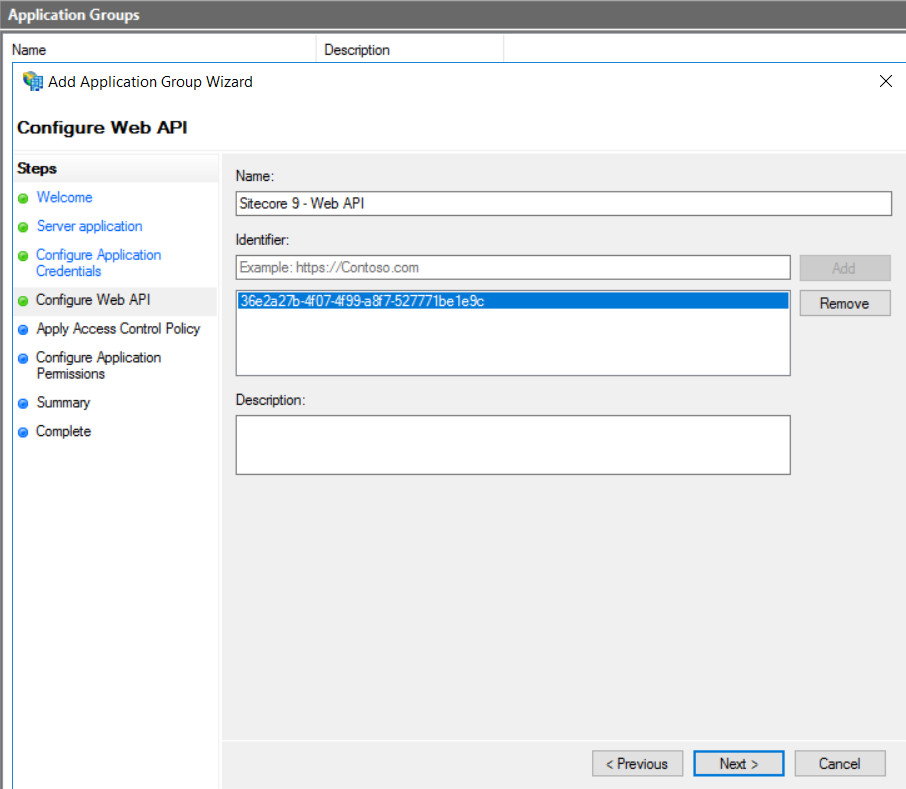 Application Groups
Name
Description
Add Application Group Wizard
Configure Web API
Steps
Welcome
Server application
Configure Application
Credentials
Configure Web API
Apply Access Control Policy
Configure Application
Permissions
Summary
Complete
Name:
Sitecore 9 - Web API
Identifier:
Example: https://Contoso.com
Add
36e2a27b-4f07-4f99-a8f7-527771be1e9c
Remove
Description:
< Previous
Next >
Cancel